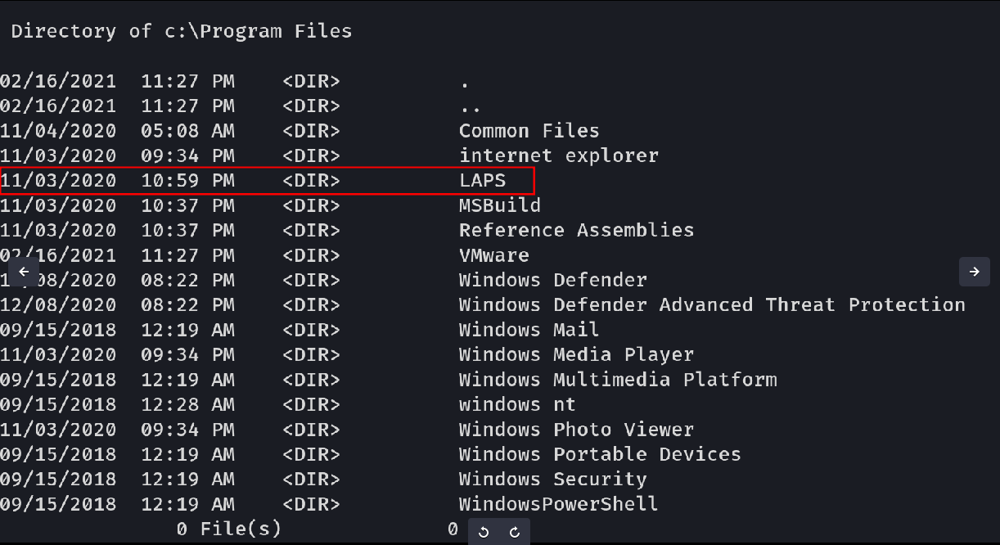 Directory of c:\Program Files
02/16/2021  11:27 PM    <DIR>          .
02/16/2021  11:27 PM    <DIR>          ..
11/04/2020  05:08 AM    <DIR>          Common Files
11/03/2020  09:34 PM    <DIR>          internet explorer
11/03/2020  10:59 PM    <DIR>          LAPS
11/03/2020  10:37 PM    <DIR>          MSBuild
11/03/2020  10:37 PM    <DIR>          Reference Assemblies
02/16/2021  11:27 PM    <DIR>          VMware
08:22 PM    <DIR>          Windows Defender
12/08/2020  08:22 PM    <DIR>          Windows Defender Advanced Threat Protection
09/15/2018  12:19 AM    <DIR>          Windows Mail
11/03/2020  09:34 PM    <DIR>          Windows Media Player
09/15/2018  12:19 AM    <DIR>          Windows Multimedia Platform
09/15/2018  12:28 AM    <DIR>          windows nt
11/03/2020  09:34 PM    <DIR>          Windows Photo Viewer
09/15/2018  12:19 AM    <DIR>          Windows Portable Devices
09/15/2018  12:19 AM    <DIR>          Windows Security
09/15/2018  12:19 AM    <DIR>          WindowsPowerShell
0 File(s)              0